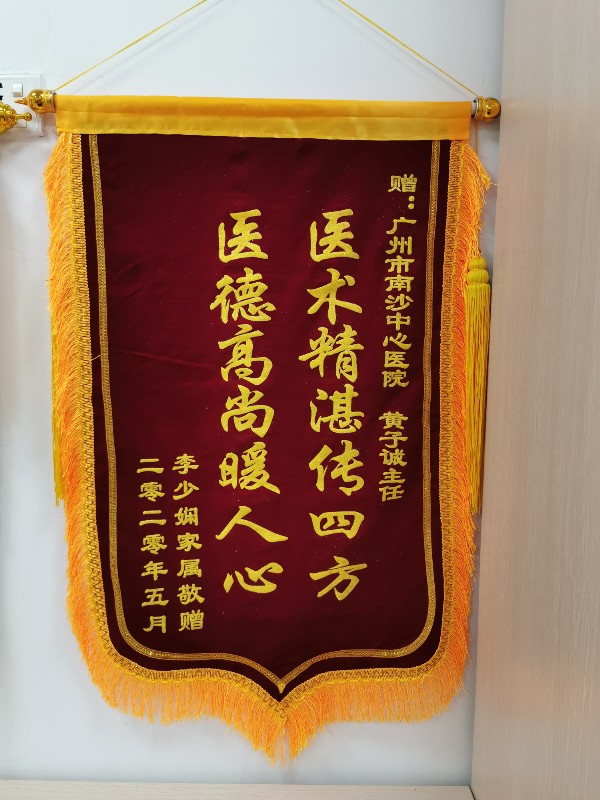 赠：广州市南沙中心医院 黄子诚主任
医术精湛传四方
医德高尚暖人心
李少娴家属敬赠
二零二零年五月